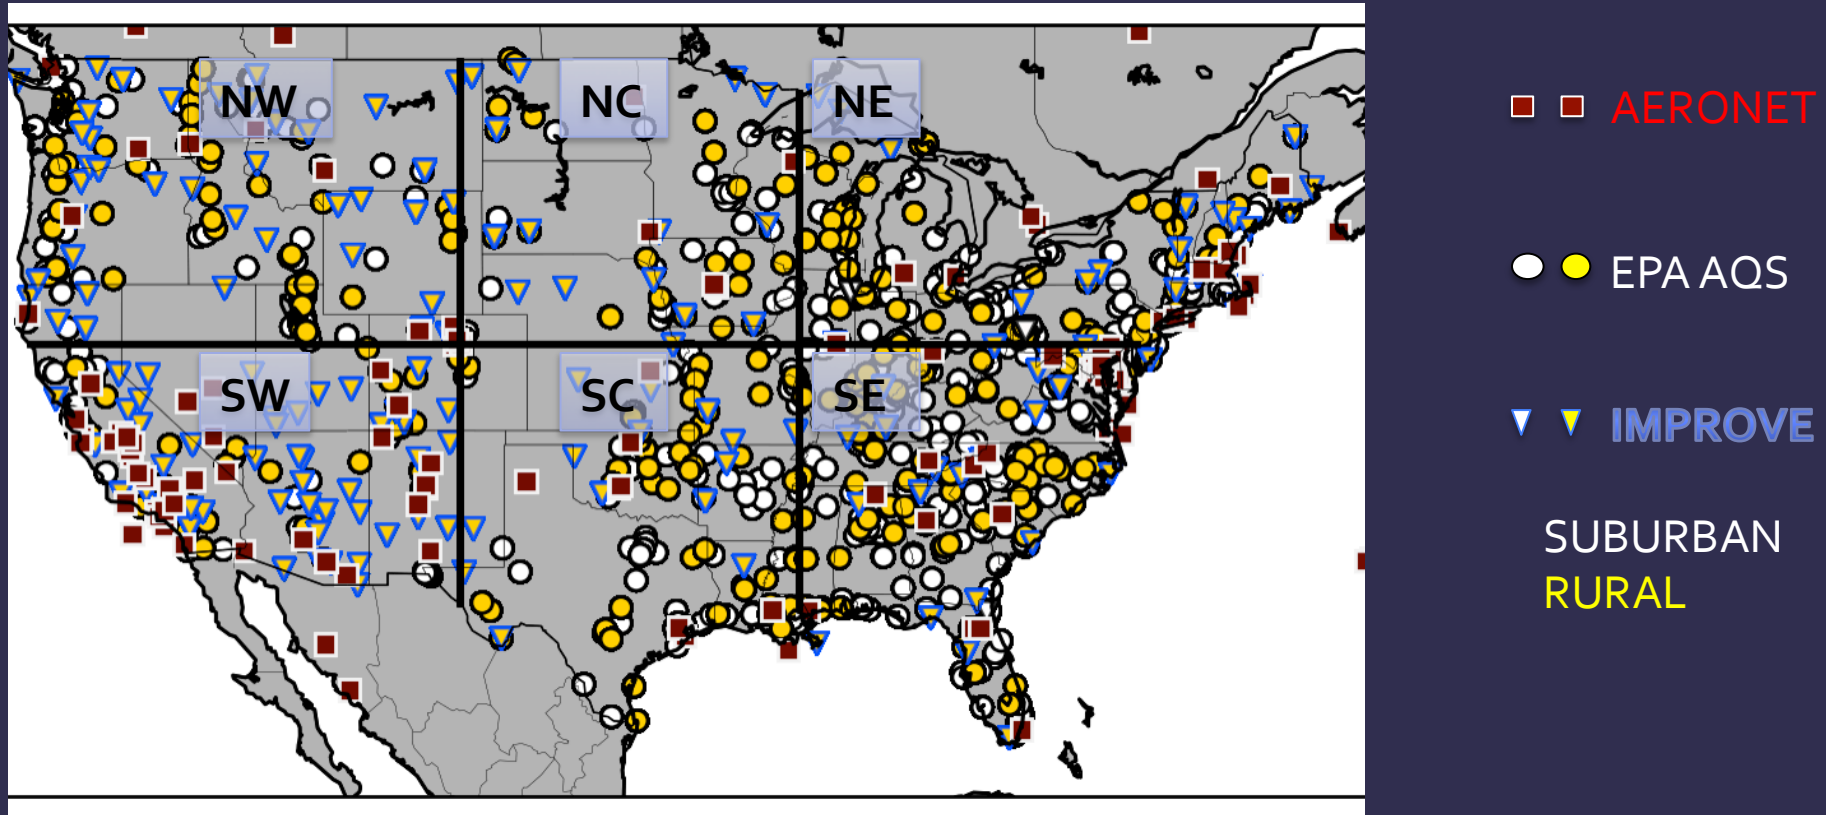 NW
NC
NE
SW
SC
SE
AERONET
EPA AQS
IMPROVE
SUBURBAN
RURAL